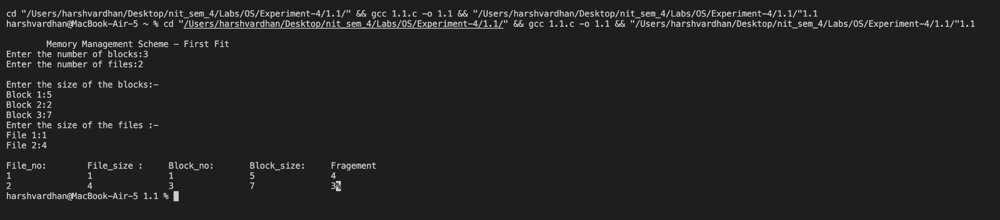 cd "/Users/harshvardhan/Desktop/nit_sem_4/Labs/OS/Experiment-4/1.1/" && gcc 1.1.c -o 1.1 && "/Users/harshvardhan/Desktop/nit_sem_4/Labs/OS/Experiment-4/1.1/"1.1
harshvardhan@MacBook-Air-5 ~ % cd "/Users/harshvardhan/Desktop/nit_sem_4/Labs/OS/Experiment-4/1.1/" && gcc 1.1.c -o 1.1 && "/Users/harshvardhan/Desktop/nit_sem_4/Labs/OS/Experiment-4/1.1/"1.1
Memory Management Scheme - First Fit
Enter the number of blocks:3
Enter the number of files:2
Enter the size of the blocks:-
Block 1:5
Block 2:2
Block 3:7
Enter the size of the files :-
File 1:1
File 2:4
File_no: File_size : Block_no: Block_size: Fragement
1 1 1 5 4
2 4 3 7 3%
harshvardhan@MacBook-Air-5 1.1 %